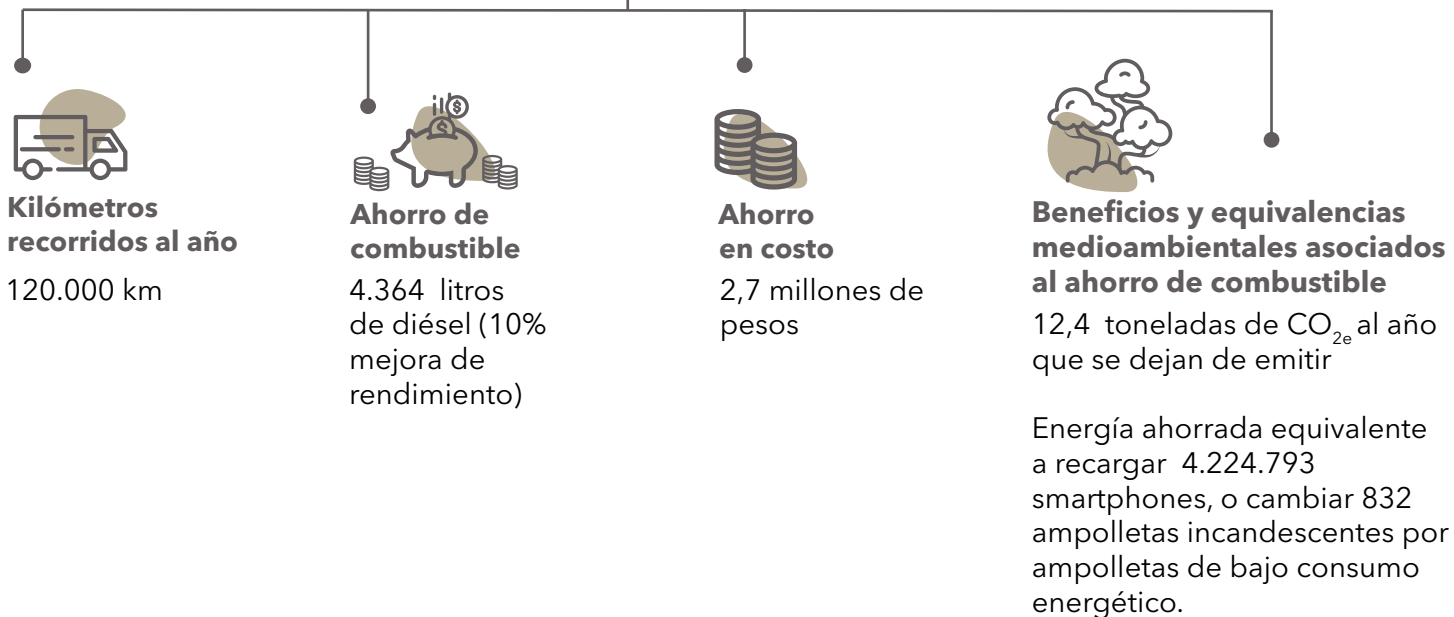 Kilómetros
recorridos al año
120.000 km
$
$
Ahorro de
combustible
4.364 litros
de diésel (10%
mejora de
rendimiento)
Ahorro
en costo
2,7 millones de
pesos
Beneficios y equivalencias
medioambientales asociados
al ahorro de combustible
12,4 toneladas de CO₂ₑ al año
que se dejan de emitir
Energía ahorrada equivalente
a recargar 4.224.793
smartphones, o cambiar 832
ampolletas incandescentes por
ampolletas de bajo consumo
energético.